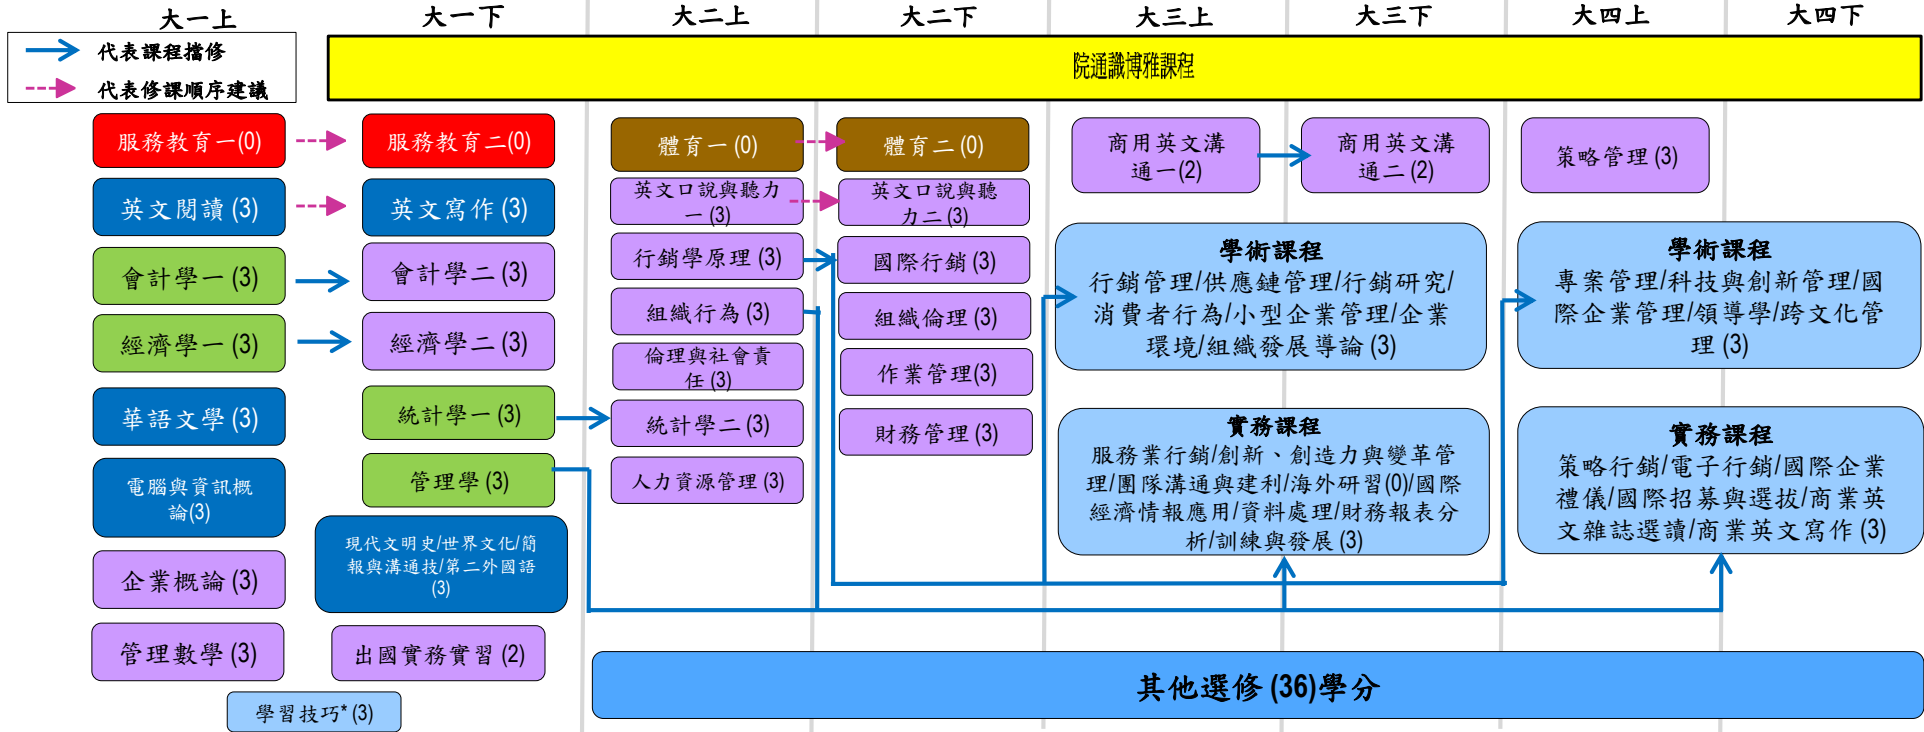 大一上
大一下
大二上
大二下
大三上
大三下
大四上
大四下
代表課程擋修
代表修課順序建議
院通識博雅課程
服務教育一(0)
英文閱讀 (3)
會計學一 (3)
經濟學一 (3)
華語文學 (3)
電腦與資訊概
論(3)
企業概論 (3)
管理數學 (3)
學習技巧* (3)
服務教育二(0)
英文寫作 (3)
會計學二 (3)
經濟學二 (3)
統計學一 (3)
管理學 (3)
現代文明史/世界文化/簡
報與溝通技/第二外國語
(3)
出國實務實習 (2)
體育一 (0)
英文口說與聽力
一 (3)
行銷學原理 (3)
組織行為 (3)
倫理與社會責
任 (3)
統計學二 (3)
人力資源管理 (3)
體育二 (0)
英文口說與聽
力二 (3)
國際行銷 (3)
組織倫理 (3)
作業管理(3)
財務管理 (3)
商用英文溝
通一(2)
商用英文溝
通二 (2)
學術課程
行銷管理/供應鏈管理/行銷研究/
消費者行為/小型企業管理/企業
環境/組織發展導論 (3)
實務課程
服務業行銷/創新、創造力與變革管
理/團隊溝通與建利/海外研習(0)/國際
經濟情報應用/資料處理/財務報表分
析/訓練與發展 (3)
策略管理 (3)
學術課程
專案管理/科技與創新管理/國
際企業管理/領導學/跨文化管
理 (3)
實務課程
策略行銷/電子行銷/國際企業
禮儀/國際招募與選拔/商業英
文雜誌選讀/商業英文寫作 (3)
其他選修 (36)學分